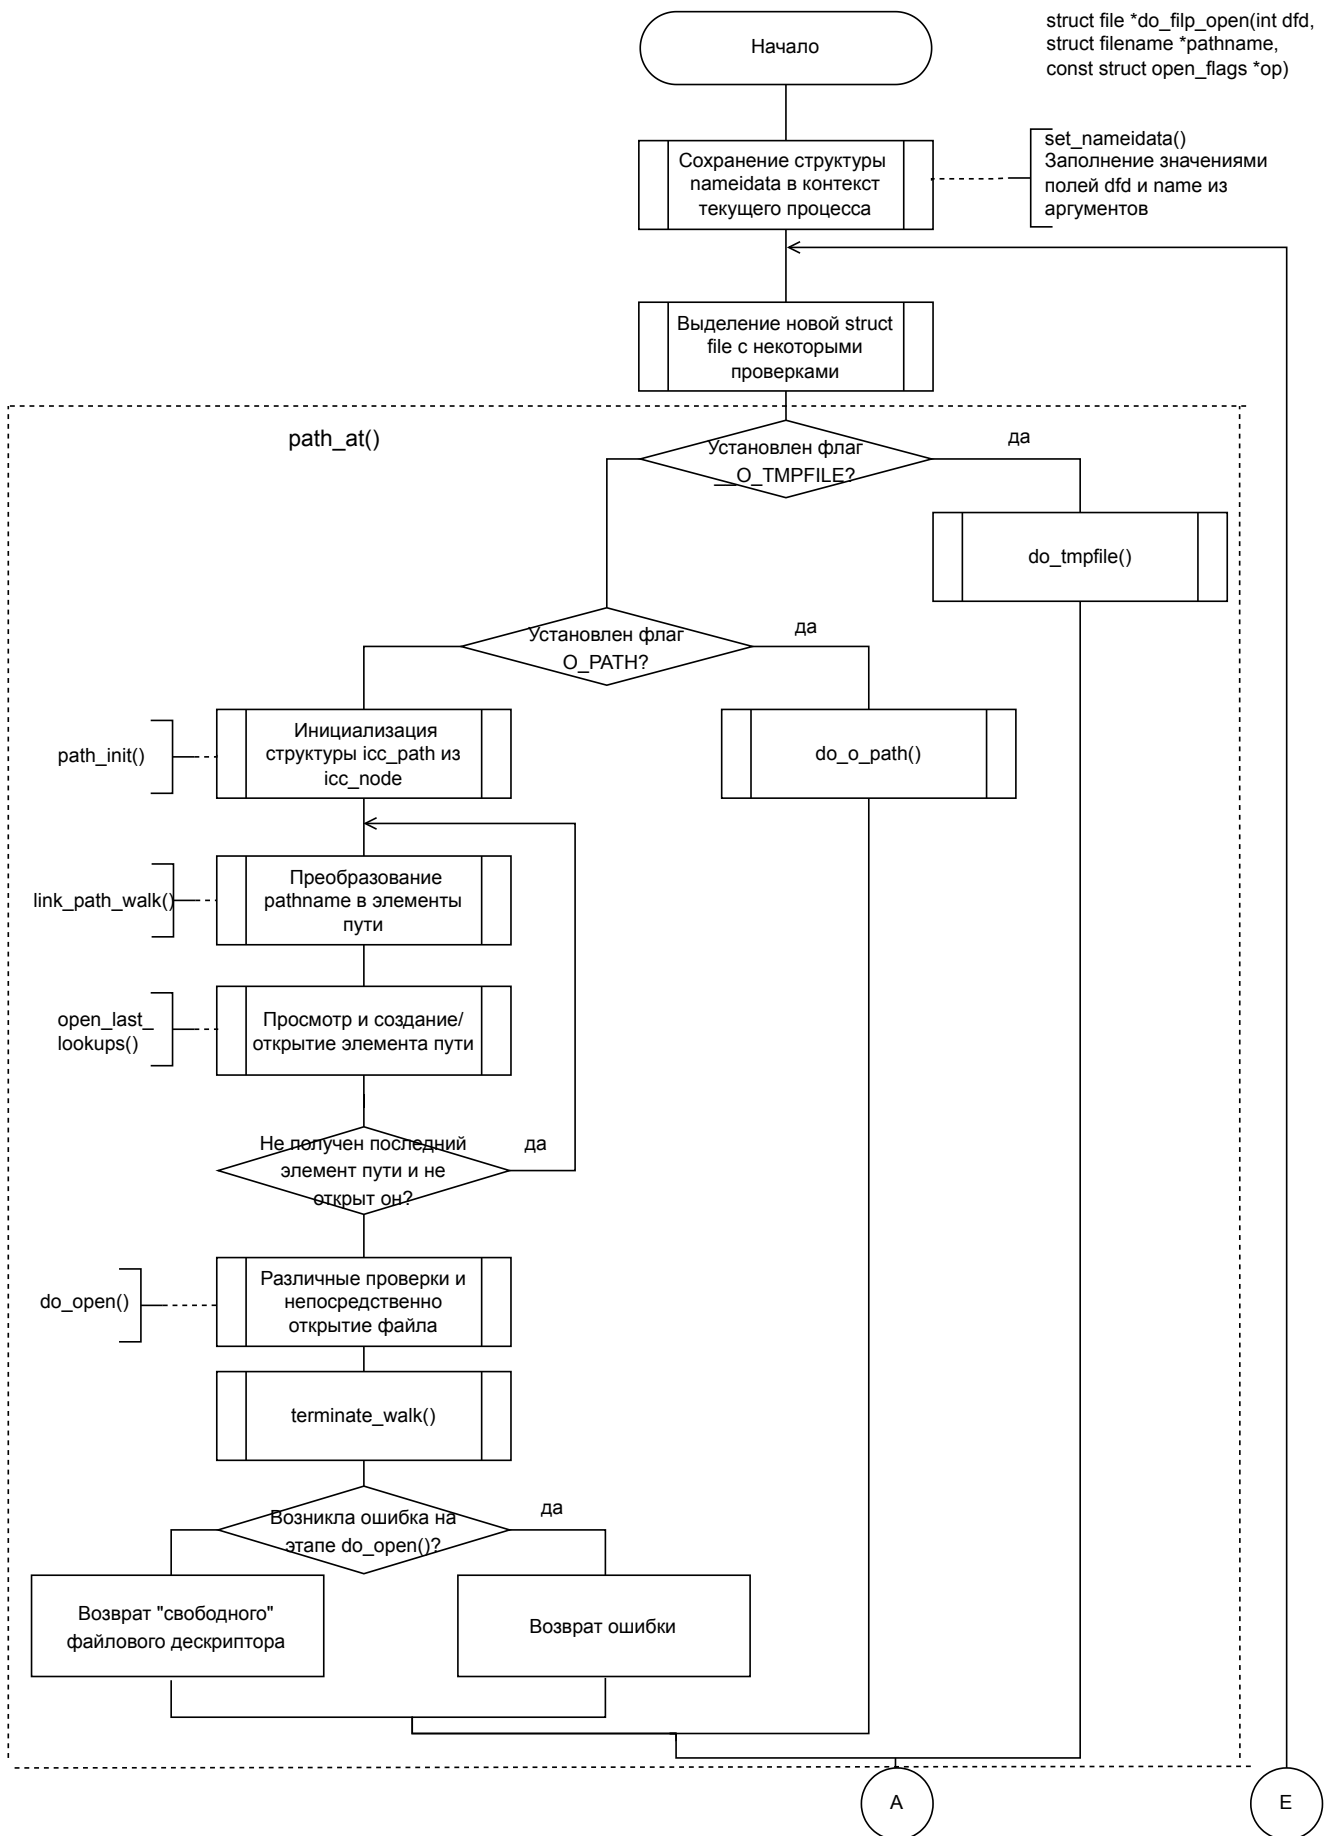 struct file *do_filp_open(int dfd,
struct filename *pathname,
const struct open_flags *op)
Начало
set_nameidata()
Заполнение значениями
полей dfd и name из
аргументов
Сохранение структуры
nameidata в контекст
текущего процесса
Выделение новой struct
file с некоторыми
проверками
path_at()
Установлен флаг
__O_TMPFILE?
да
do_tmpfile()
Установлен флаг
O_PATH?
да
path_init()
Инициализация
структуры icc_path из
icc_node
do_o_path()
link_path_walk()
Преобразование
pathname в элементы
пути
open_last_
lookups()
Просмотр и создание/
открытие элемента пути
Не получен последний
элемент пути и не
открыт он?
да
do_open()
Различные проверки и
непосредственно
открытие файла
terminate_walk()
Возникла ошибка на
этапе do_open()?
да
Возврат "свободного"
файлового дескриптора
Возврат ошибки
A
E